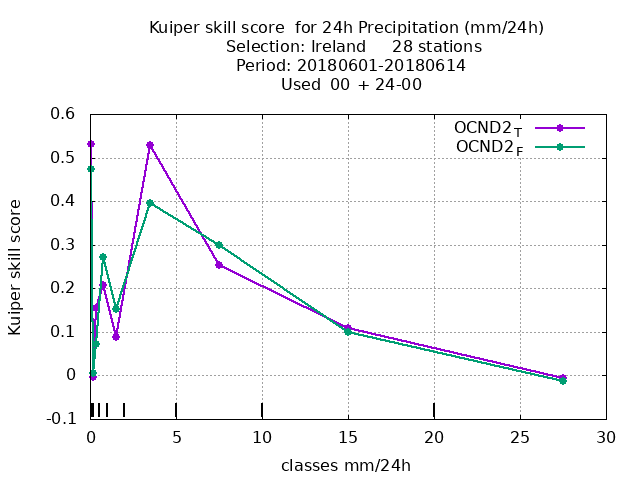 Kuiper skill score  for 24h Precipitation (mm/24h)
Selection: Ireland     28 stations
Period: 20180601-20180614
Used  00 + 24-00
OCND2T
OCND2F
Kuiper skill score
0.6
0.5
0.4
0.3
0.2
0.1
0
-0.1
0 5 10 15 20 25 30
classes mm/24h